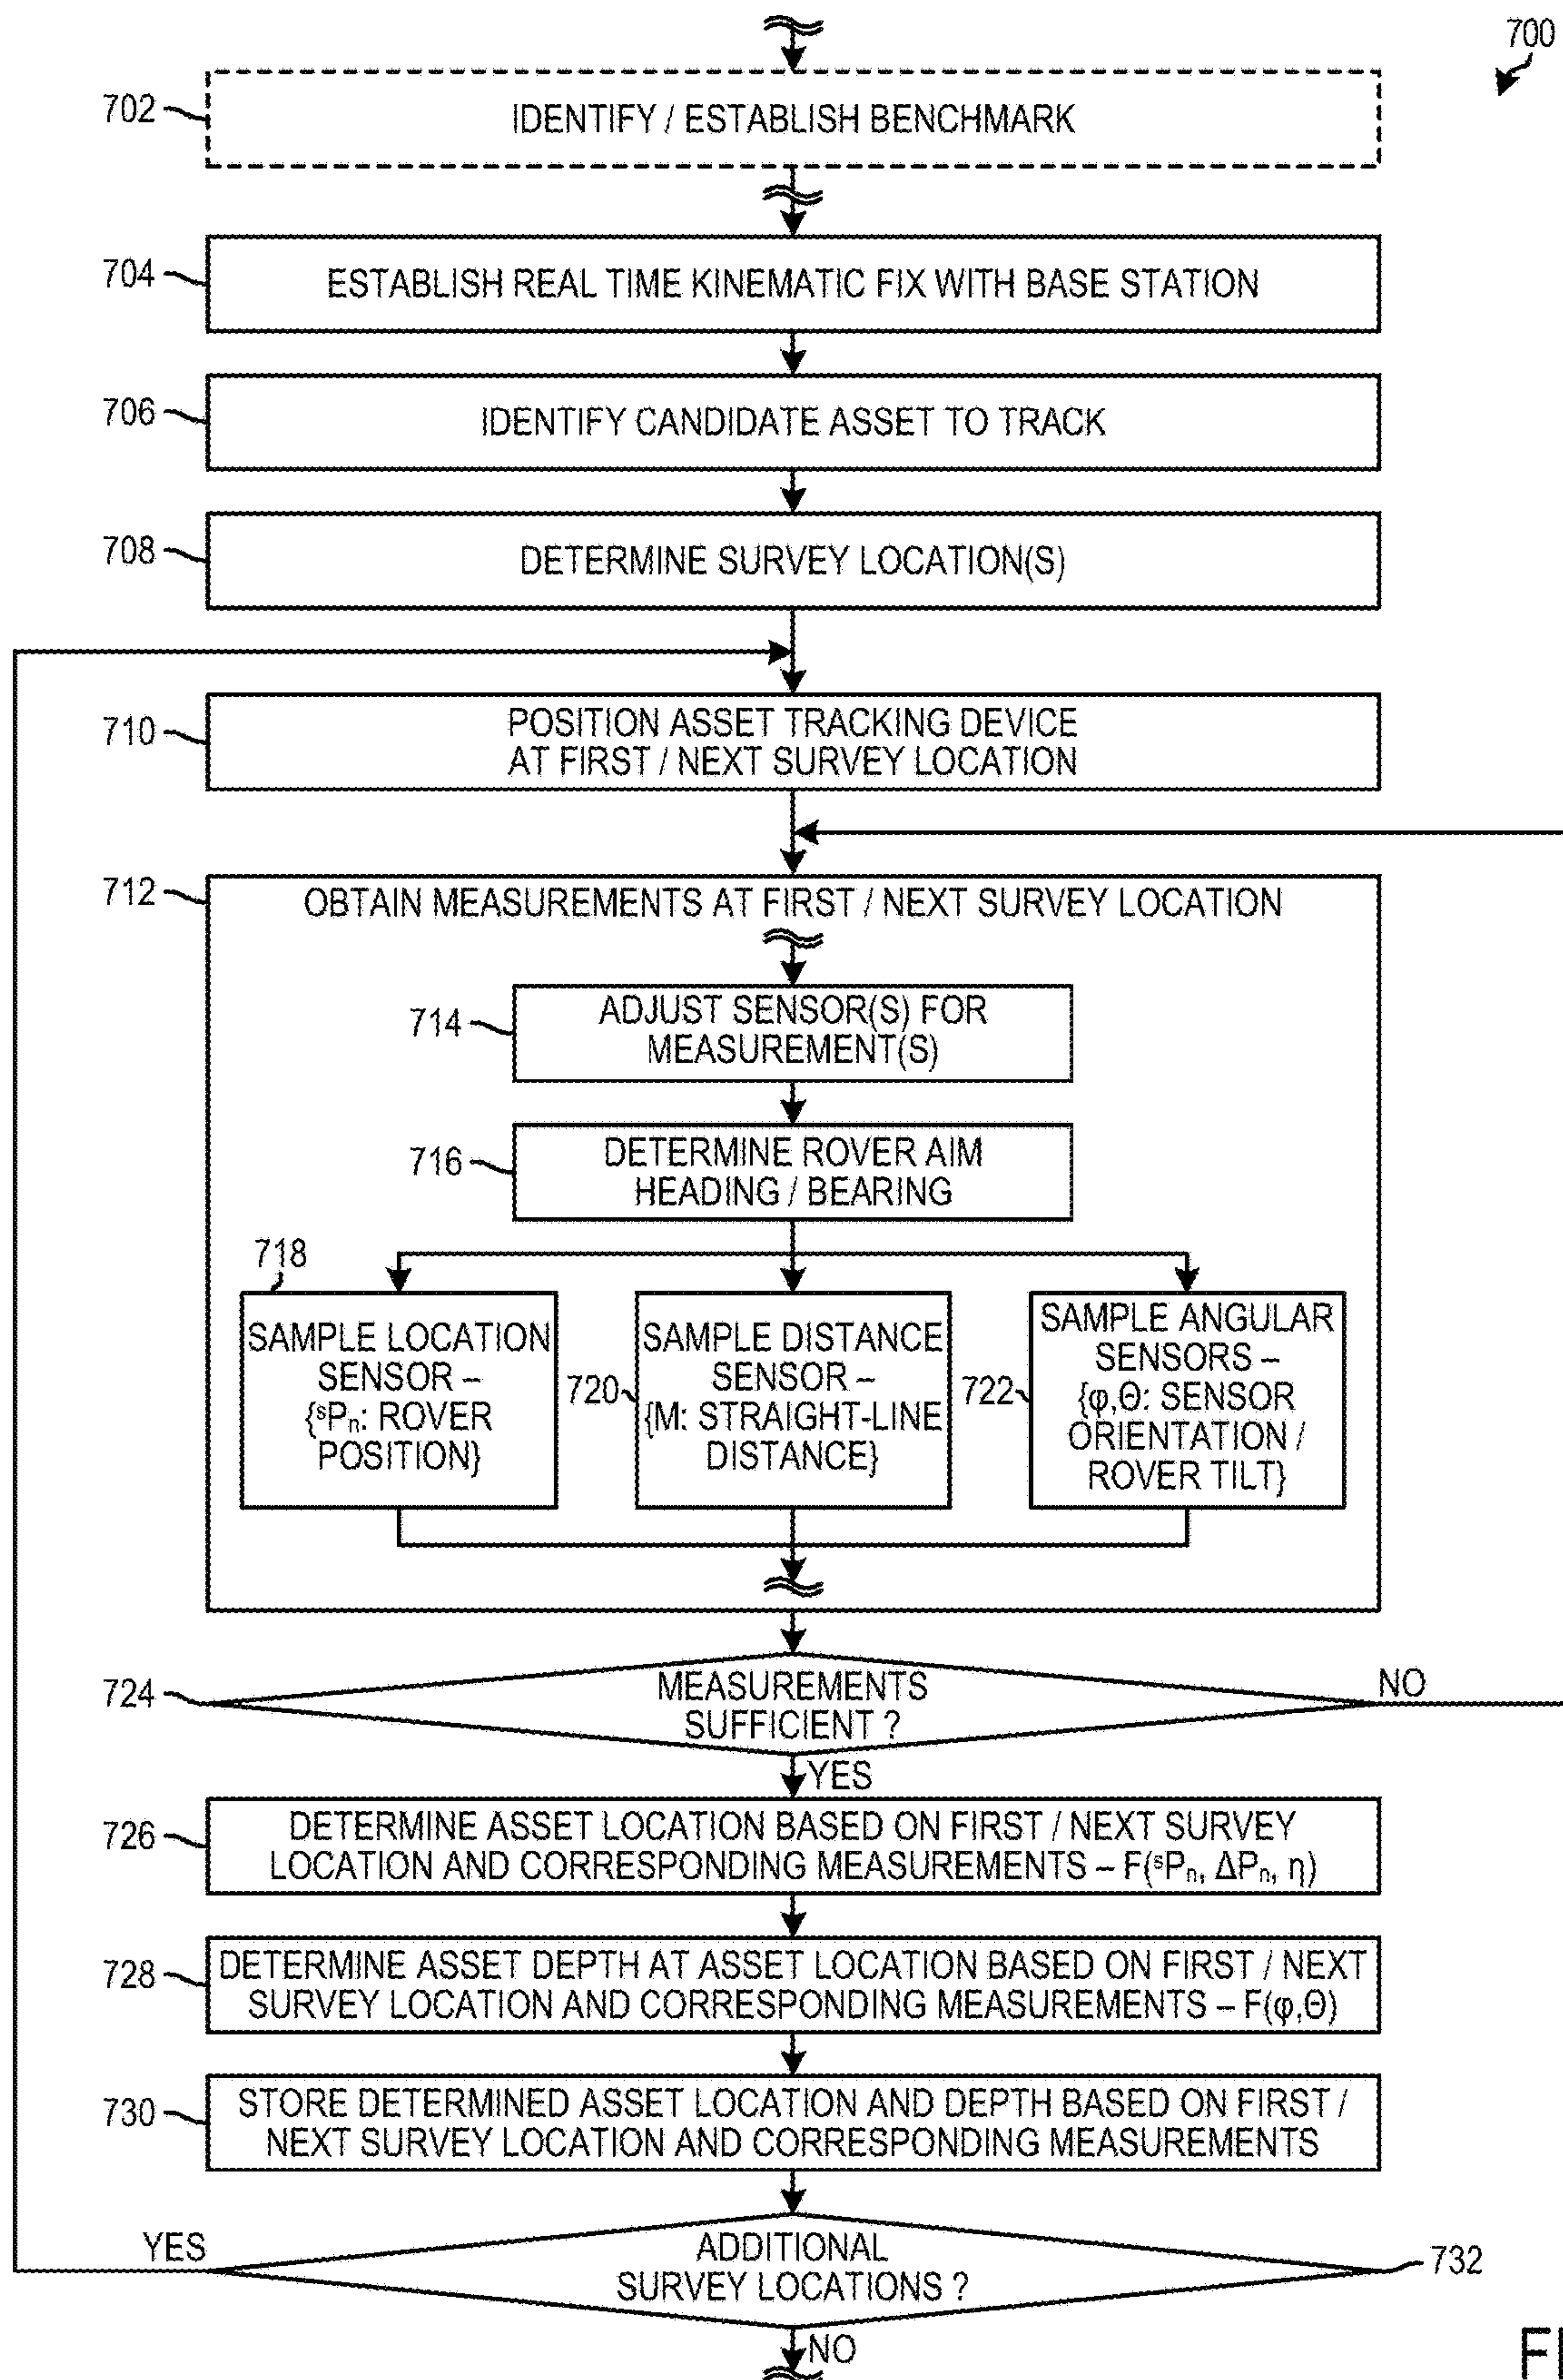 700
702
IDENTIFY / ESTABLISH BENCHMARK
704
ESTABLISH REAL TIME KINEMATIC FIX WITH BASE STATION
706
IDENTIFY CANDIDATE ASSET TO TRACK
708
DETERMINE SURVEY LOCATION(S)
710
POSITION ASSET TRACKING DEVICE
AT FIRST / NEXT SURVEY LOCATION
712
OBTAIN MEASUREMENTS AT FIRST / NEXT SURVEY LOCATION
714
ADJUST SENSOR(S) FOR
MEASUREMENT(S)
716
DETERMINE ROVER AIM
HEADING / BEARING
718
SAMPLE LOCATION
SENSOR –
{ˢPₙ: ROVER
POSITION}
720
SAMPLE DISTANCE
SENSOR –
{M: STRAIGHT-LINE
DISTANCE}
722
SAMPLE ANGULAR
SENSORS –
{φ,Θ: SENSOR
ORIENTATION /
ROVER TILT}
724
MEASUREMENTS
SUFFICIENT ?
NO
YES
726
DETERMINE ASSET LOCATION BASED ON FIRST / NEXT SURVEY
LOCATION AND CORRESPONDING MEASUREMENTS – F(ˢPₙ, ΔPₙ, η)
728
DETERMINE ASSET DEPTH AT ASSET LOCATION BASED ON FIRST / NEXT
SURVEY LOCATION AND CORRESPONDING MEASUREMENTS – F(φ,Θ)
730
STORE DETERMINED ASSET LOCATION AND DEPTH BASED ON FIRST /
NEXT SURVEY LOCATION AND CORRESPONDING MEASUREMENTS
YES
ADDITIONAL
SURVEY LOCATIONS ?
732
NO